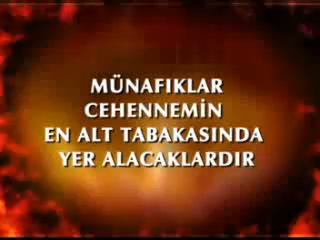 MÜNAFIKLAR
CEHENNEMİN
EN ALT TABAKASINDA
YER ALACAKLARDIR